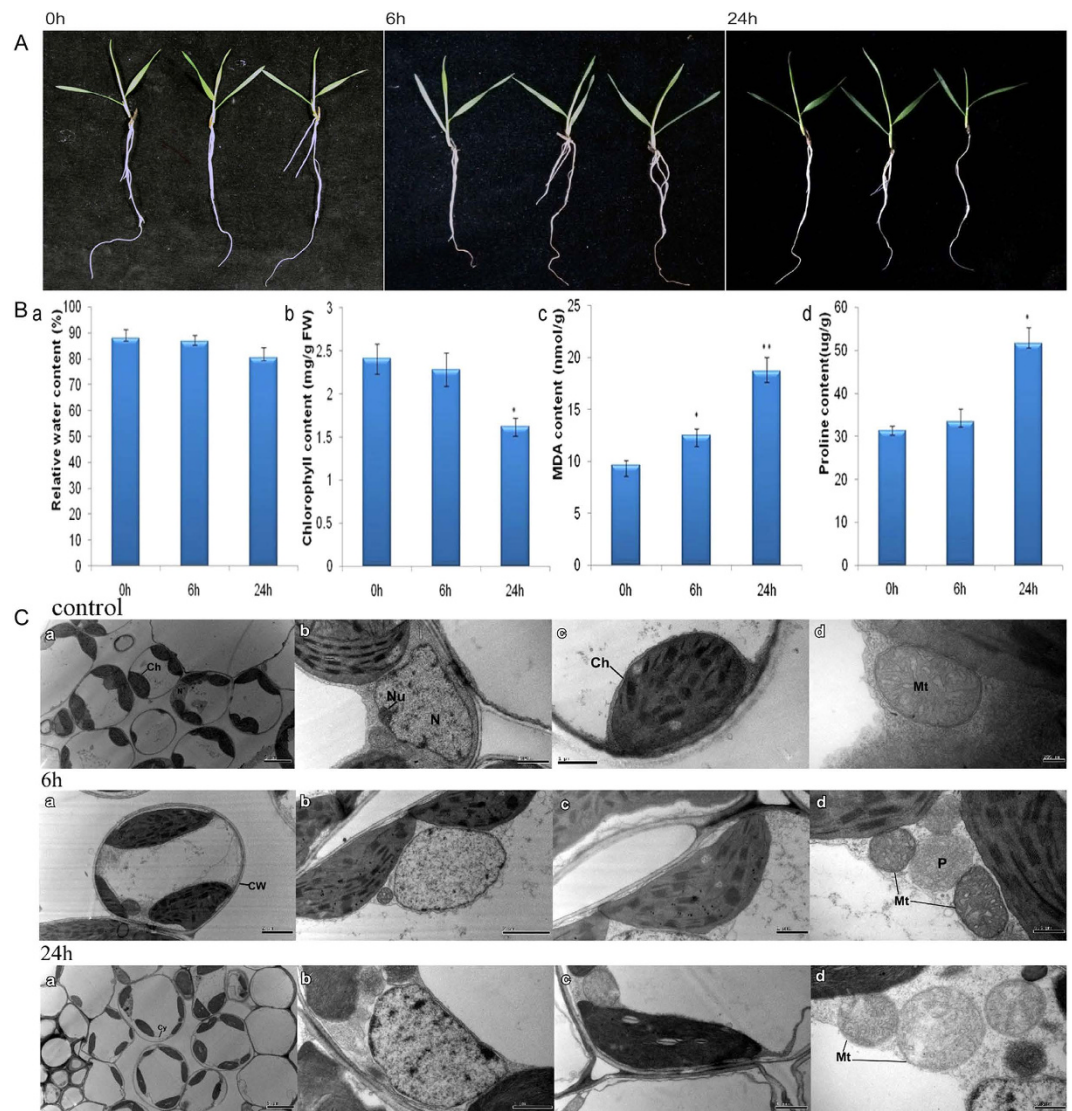 0h 6h 24h
A
B a b c d
Relative water content (%)
100
90
80
70
60
50
40
30
20
10
0
0h 6h 24h
Chlorophyll content (mg/g FW)
3
2.5
2
1.5
1
0.5
0
*
0h 6h 24h
MDA content (nmol/g)
25
20
15
10
5
0
* **
0h 6h 24h
Proline content(ug/g)
60
50
40
30
20
10
0
*
0h 6h 24h
C control
a Ch N
b Nu N
c Ch
d Mt
6h
a CW
b
c
d P Mt
24h
a Cy
b
c
d Mt